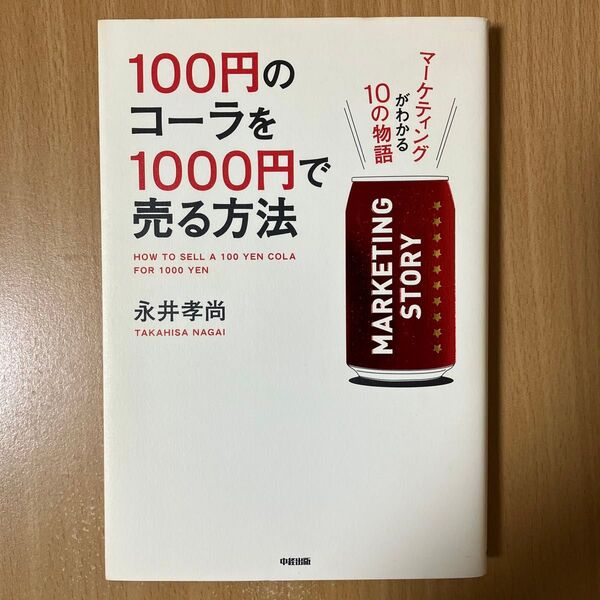 100円の
コーラを
1000円で
売る方法
HOW TO SELL A 100 YEN COLA
FOR 1000 YEN
永井孝尚
TAKAHISA NAGAI
マーケティング
がわかる
10の物語
MARKETING
STORY
中経出版